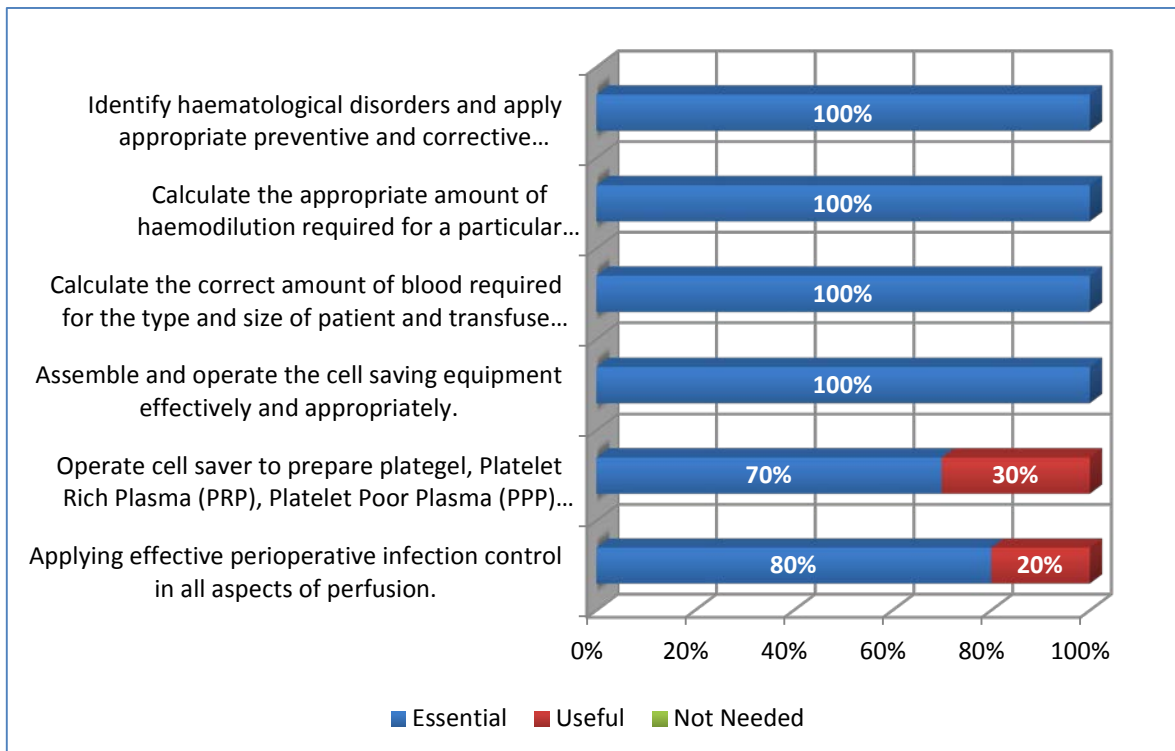 Identify haematological disorders and apply
appropriate preventive and corrective…
100%
Calculate the appropriate amount of
haemodilution required for a particular…
100%
Calculate the correct amount of blood required
for the type and size of patient and transfuse…
100%
Assemble and operate the cell saving equipment
effectively and appropriately.
100%
Operate cell saver to prepare plategel, Platelet
Rich Plasma (PRP), Platelet Poor Plasma (PPP)…
70% 30%
Applying effective perioperative infection control
in all aspects of perfusion.
80% 20%
0% 20% 40% 60% 80% 100%
Essential Useful Not Needed